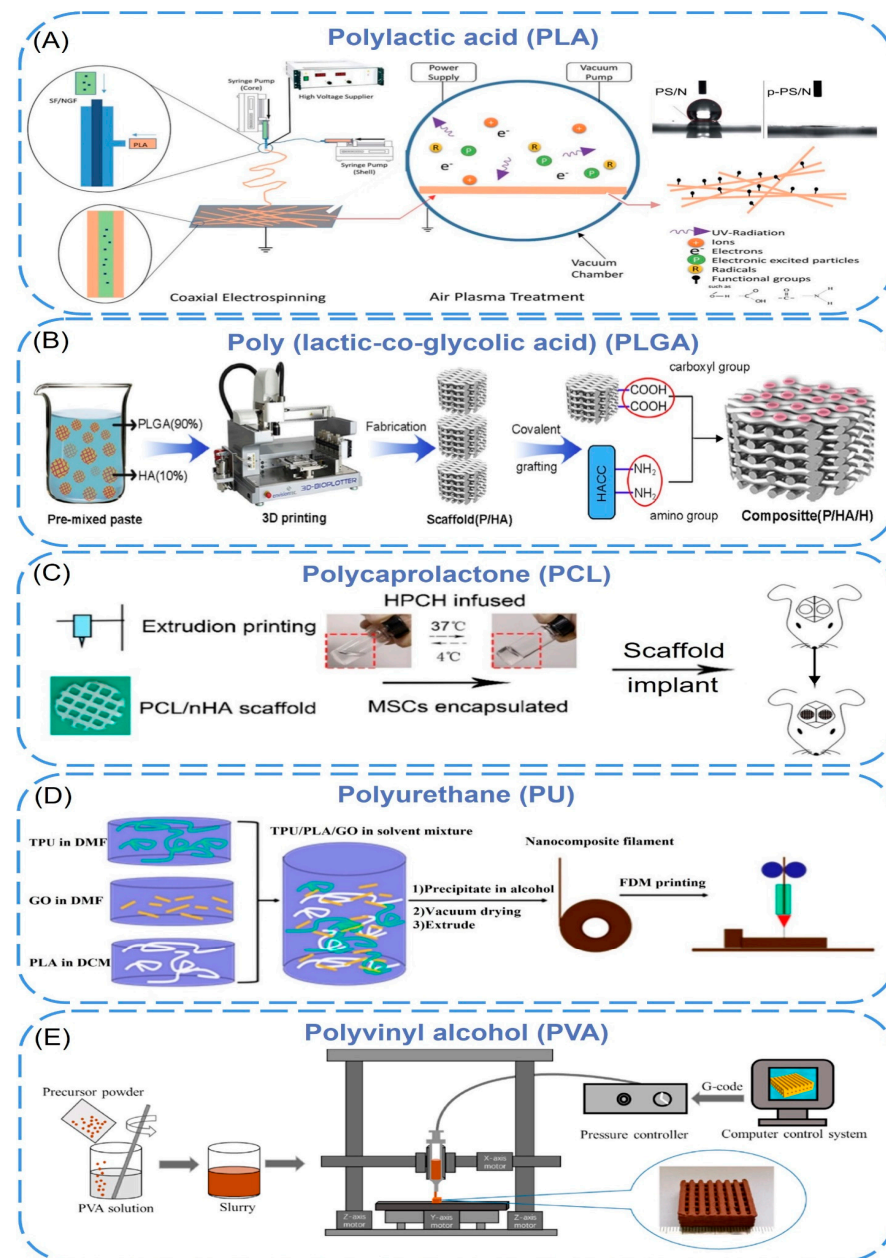 (A)
Polylactic acid (PLA)
SF/NGF
PLA
Syringe Pump
(Core)
High Voltage Supplier
Syringe Pump
(Shell)
Coaxial Electrospinning
Power
Supply
Vacuum
Pump
e⁻
R
P
e⁻
R
P
e⁻
P
R
Vacuum
Chamber
Air Plasma Treatment
PS/N
p-PS/N
UV-Radiation
Ions
e⁻ Electrons
P Electronic excited particles
R Radicals
Functional groups
such as
(B)
Poly (lactic-co-glycolic acid) (PLGA)
PLGA(90%)
HA(10%)
Pre-mixed paste
3D-BIOPLOTTER
3D printing
Fabrication
Scaffold(P/HA)
Covalent
grafting
carboxyl group
COOH
COOH
HACC
NH₂
NH₂
amino group
Compositte(P/HA/H)
(C)
Polycaprolactone (PCL)
Extrudion printing
PCL/nHA scaffold
HPCH infused
37℃
4℃
MSCs encapsulated
Scaffold
implant
(D)
Polyurethane (PU)
TPU in DMF
GO in DMF
PLA in DCM
TPU/PLA/GO in solvent mixture
1)Precipitate in alcohol
2)Vacuum drying
3)Extrude
Nanocomposite filament
FDM printing
(E)
Polyvinyl alcohol (PVA)
Precursor powder
PVA solution
Slurry
X-axis
motor
Z-axis
motor
Y-axis
motor
Z-axis
motor
Pressure controller
G-code
Computer control system